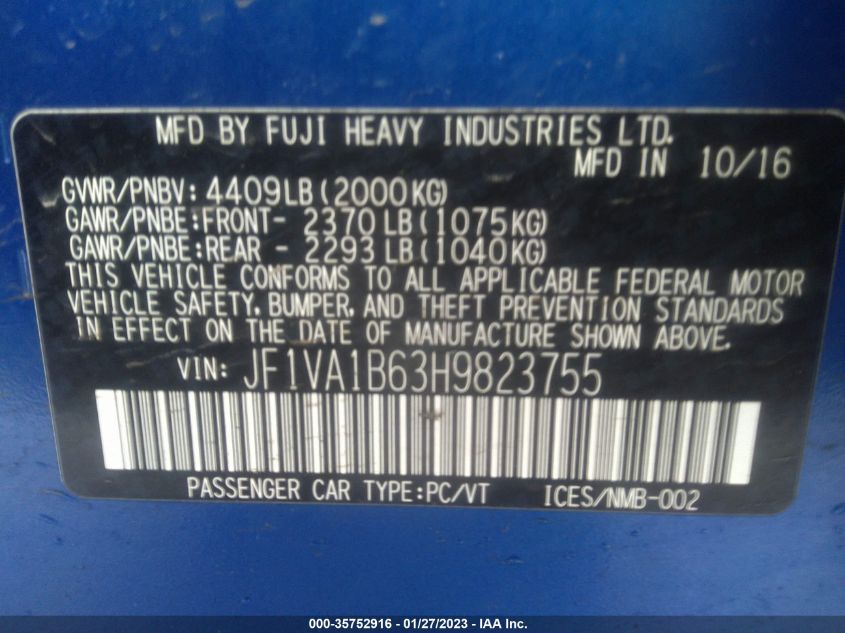 MFD BY FUJI HEAVY INDUSTRIES LTD.
MFD IN 10/16
GVWR/PNBV: 4409LB(2000KG)
GAWR/PNBE:FRONT- 2370LB(1075KG)
GAWR/PNBE:REAR - 2293LB(1040KG)
THIS VEHICLE CONFORMS TO ALL APPLICABLE FEDERAL MOTOR
VEHICLE SAFETY, BUMPER, AND THEFT PREVENTION STANDARDS
IN EFFECT ON THE DATE OF MANUFACTURE SHOWN ABOVE.
VIN: JF1VA1B63H9823755
PASSENGER CAR TYPE:PC/VT ICES/NMB-002
000-35752916 - 01/27/2023 - IAA Inc.